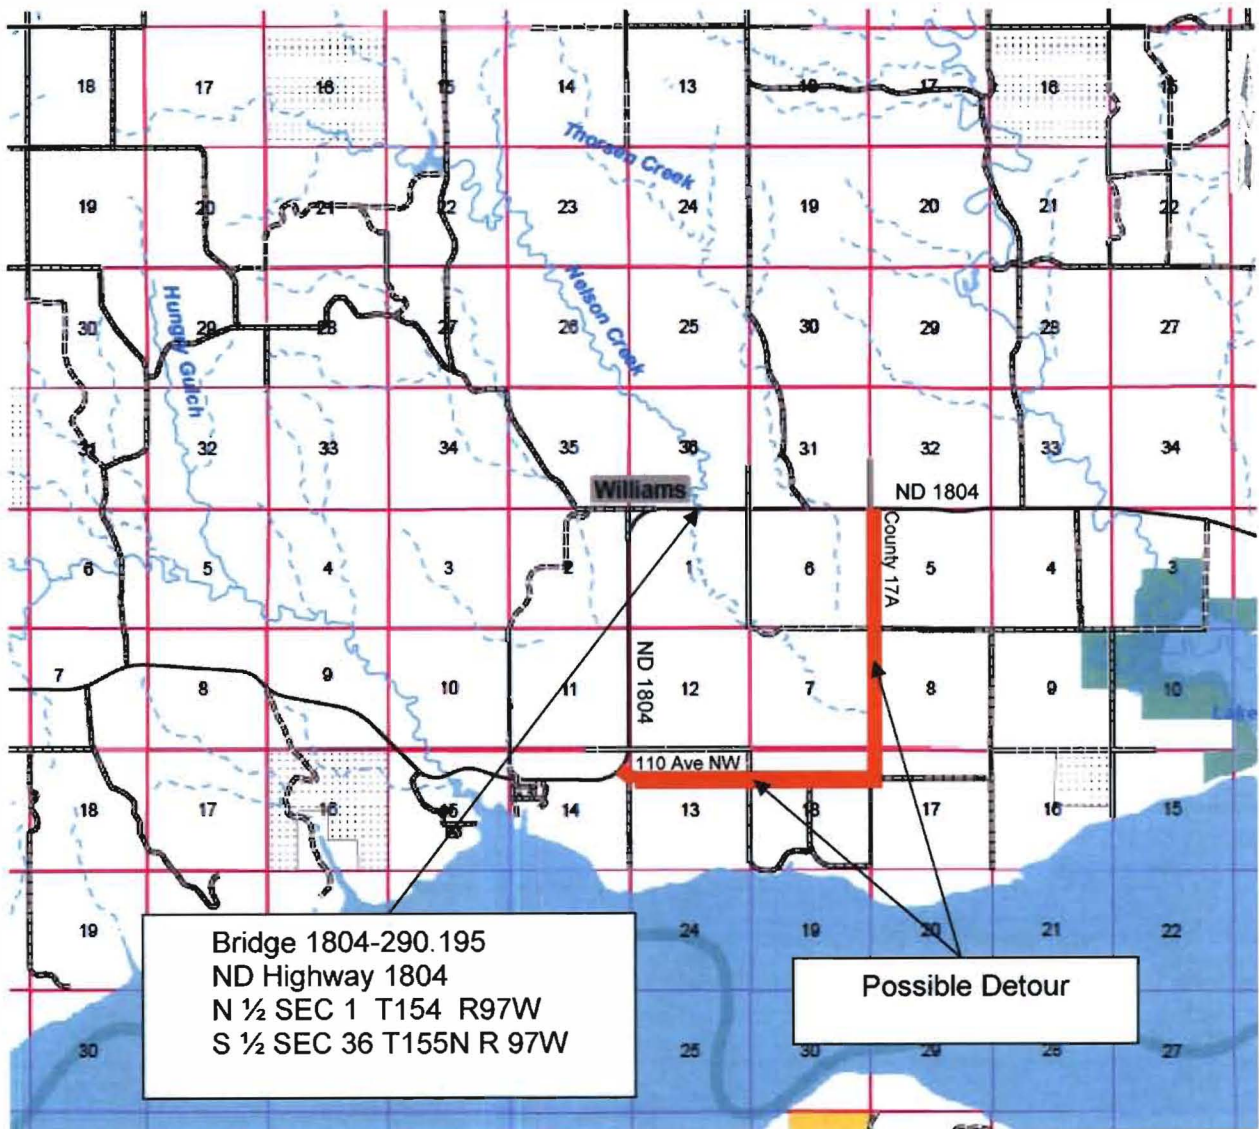 18 17 16 15 14 13 18 17 16 15
Thorson Creek
19 20 21 22 23 24 19 20 21 22
Hungry Gulch
Nelson Creek
30 29 28 27 26 25 30 29 28 27
31 32 33 34 35 36 31 32 33 34
Williams
ND 1804
County 17A
6 5 4 3 2 1 6 5 4 3
ND 1804
7 8 9 10 11 12 7 8 9 10
Lake
110 Ave NW
18 17 16 15 14 13 18 17 16 15
19 24 19 20 21 22
Bridge 1804-290.195
ND Highway 1804
N ½ SEC 1 T154 R97W
S ½ SEC 36 T155N R 97W
Possible Detour
30 25 30 29 28 27